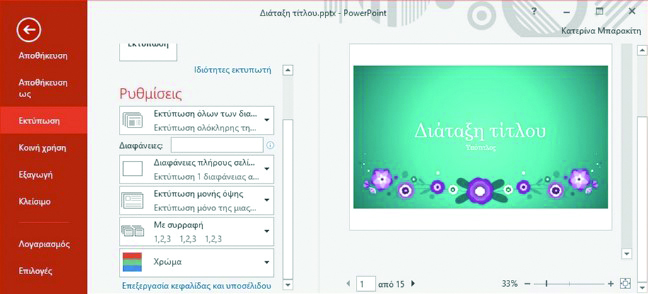 Διάταξη τίτλου.pptx - PowerPoint
?
Κατερίνα Μπαρακίτη
Αποθήκευση
Αποθήκευση
ως
Εκτύπωση
Κοινή χρήση
Εξαγωγή
Κλείσιμο
Λογαριασμός
Επιλογές
Εκτύπωση
Ιδιότητες εκτυπωτή
Ρυθμίσεις
Εκτύπωση όλων των δια...
Εκτύπωση ολόκληρης τη...
Διαφάνειες:
Διαφάνειες πλήρους σελί...
Εκτύπωση 1 διαφάνειας α...
Εκτύπωση μονής όψης
Εκτύπωση μόνο της μιας...
Με συρραφή
1,2,3 1,2,3 1,2,3
Χρώμα
Επεξεργασία κεφαλίδας και υποσέλιδου
Διάταξη τίτλου
Υπότιτλος
1 από 15
33%